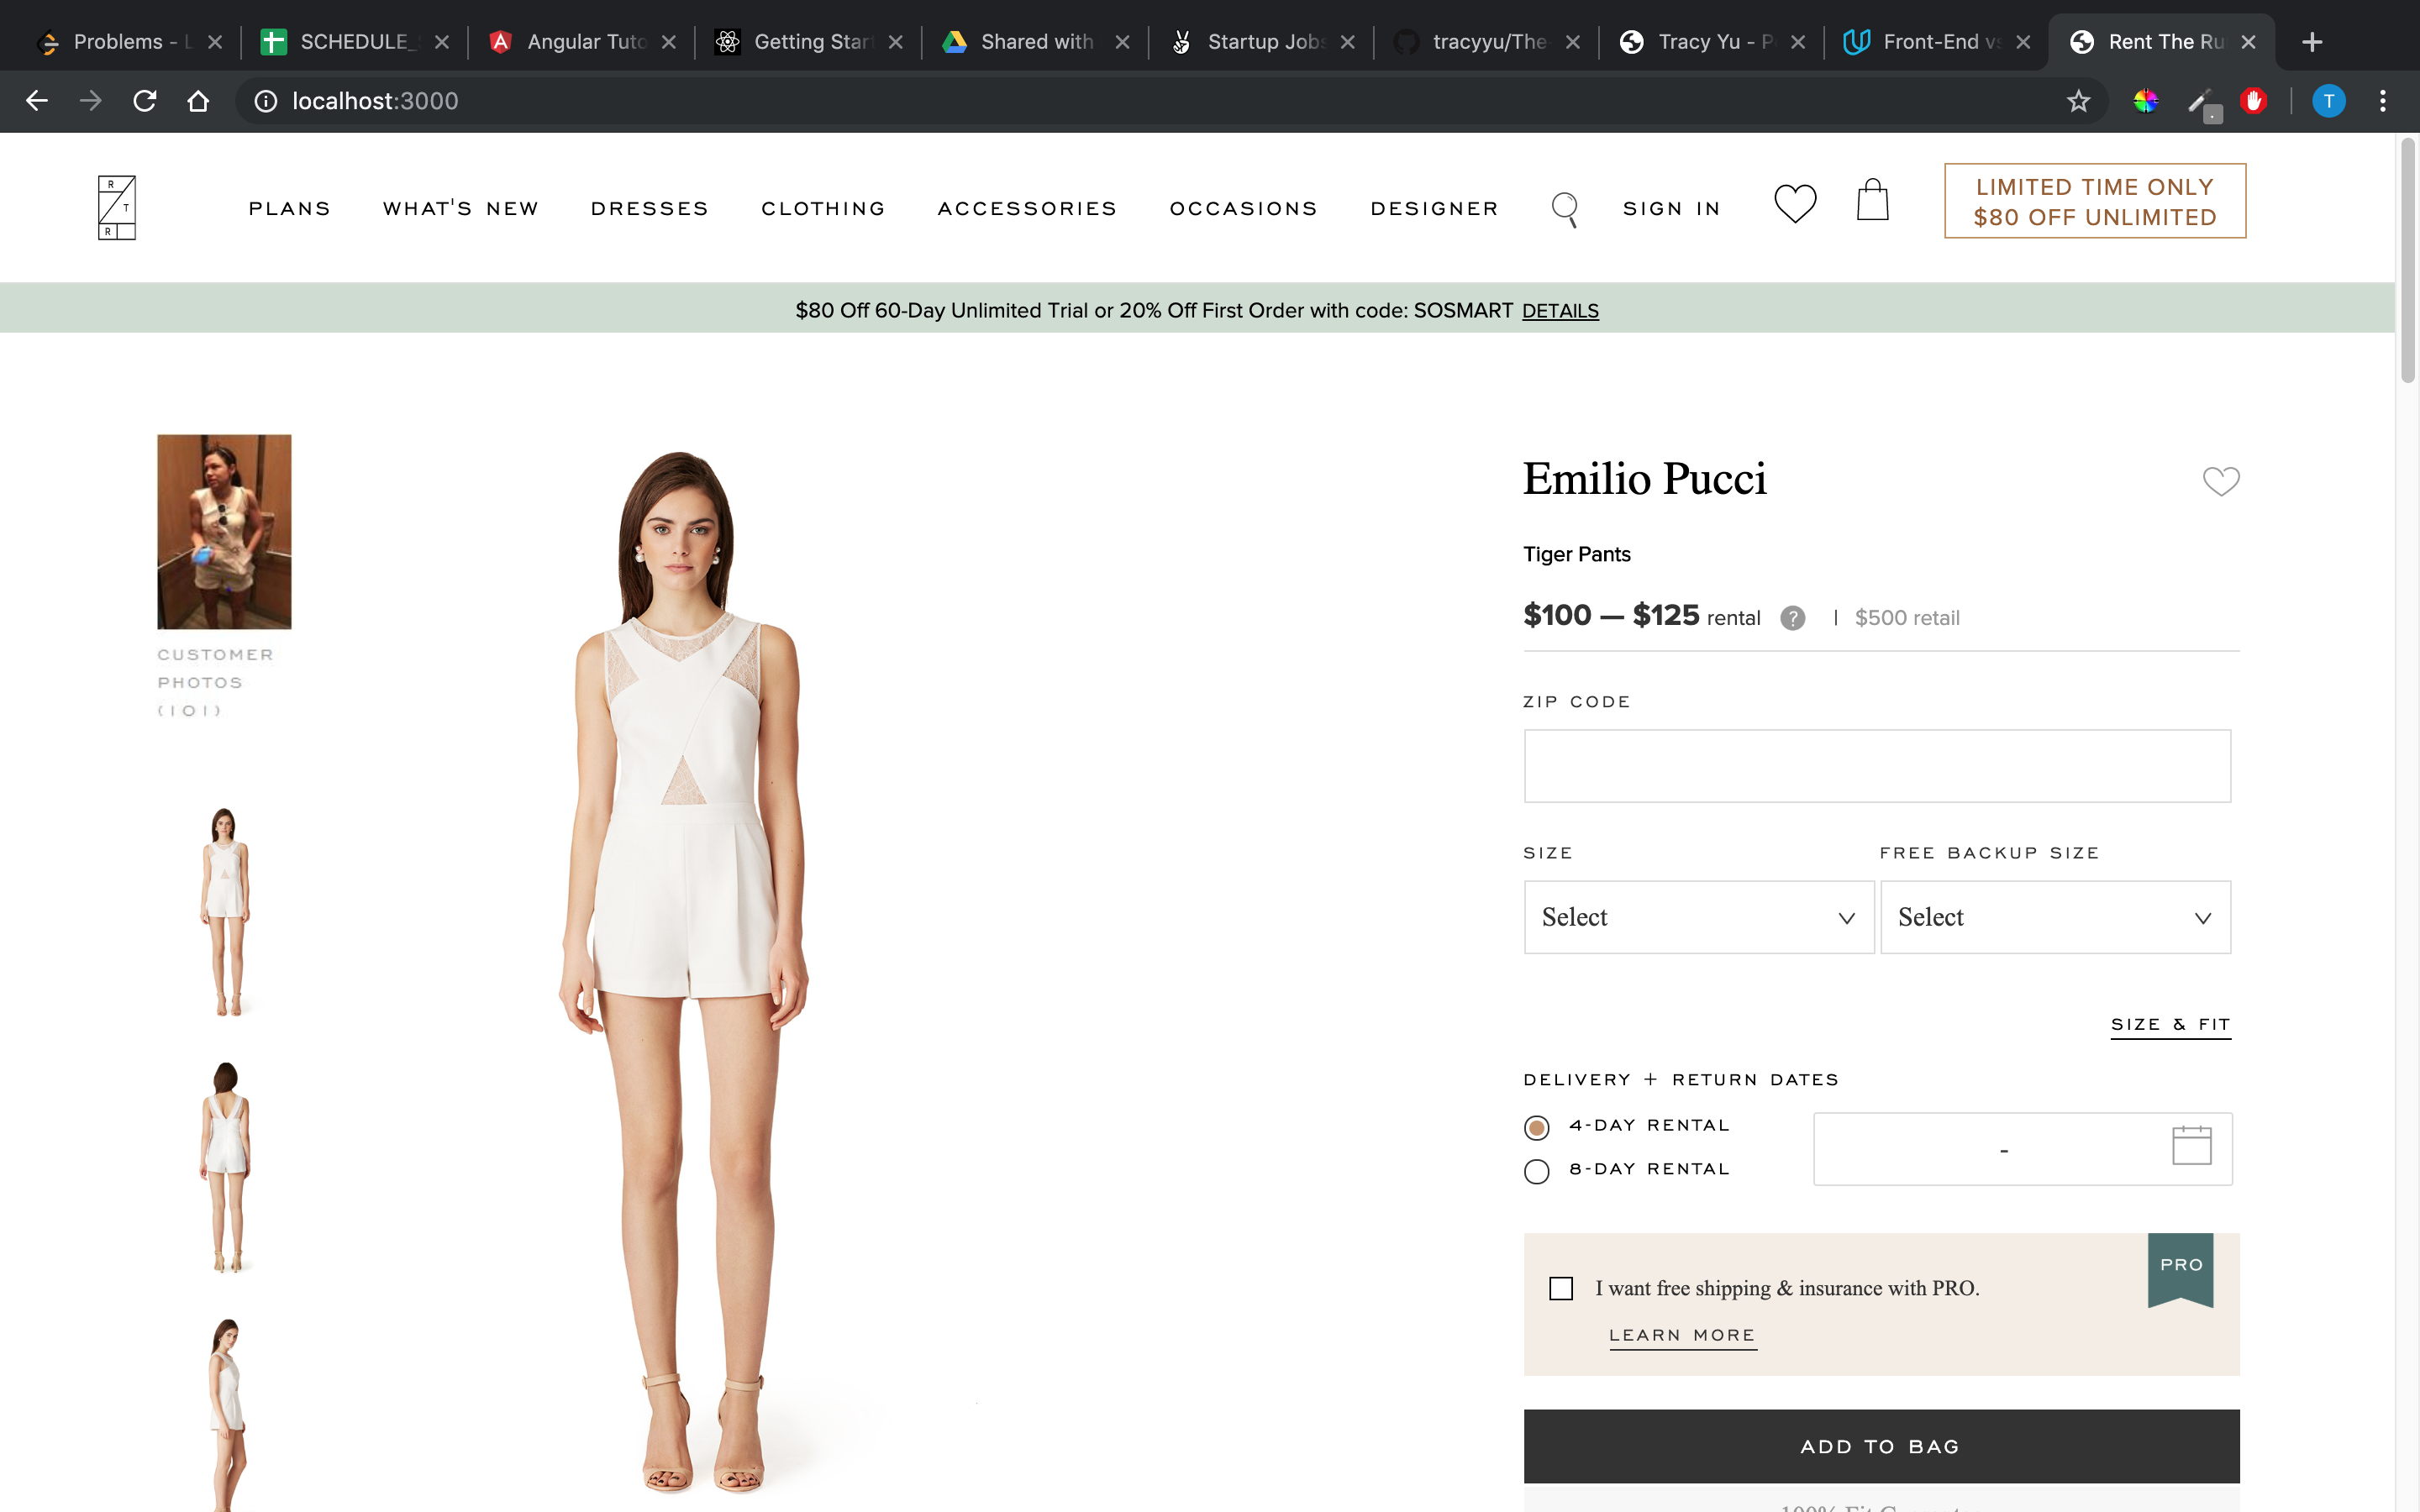 Problems - L
SCHEDULE_
Angular Tuto
Getting Start
Shared with
Startup Jobs
tracyyu/The
Tracy Yu - P
Front-End vs
Rent The Ru
localhost:3000
T
R
T
R
PLANS
WHAT'S NEW
DRESSES
CLOTHING
ACCESSORIES
OCCASIONS
DESIGNER
SIGN IN
LIMITED TIME ONLY
$80 OFF UNLIMITED
$80 Off 60-Day Unlimited Trial or 20% Off First Order with code: SOSMART DETAILS
CUSTOMER
PHOTOS
(101)
Emilio Pucci
Tiger Pants
$100 — $125 rental ? | $500 retail
ZIP CODE
SIZE
FREE BACKUP SIZE
Select
Select
SIZE & FIT
DELIVERY + RETURN DATES
4-DAY RENTAL
8-DAY RENTAL
-
PRO
I want free shipping & insurance with PRO.
LEARN MORE
ADD TO BAG